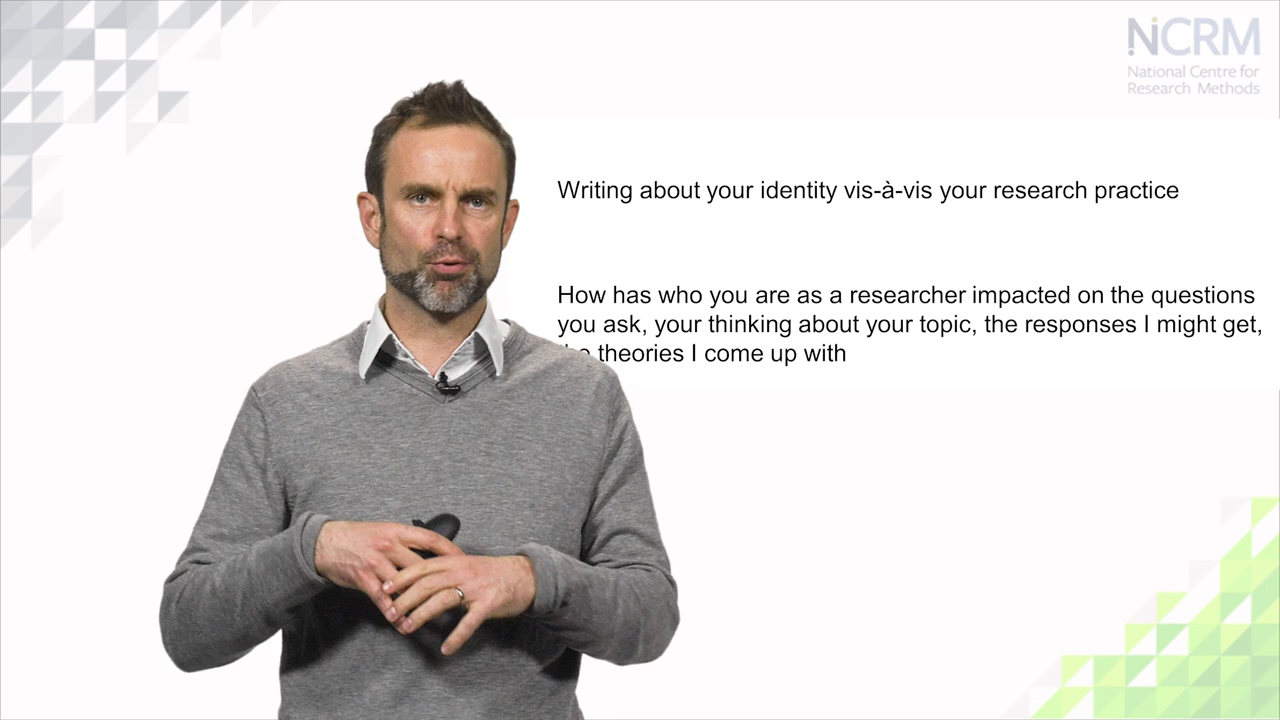 NCRM
National Centre for
Research Methods
Writing about your identity vis-à-vis your research practice
How has who you are as a researcher impacted on the questions
you ask, your thinking about your topic, the responses I might get,
theories I come up with